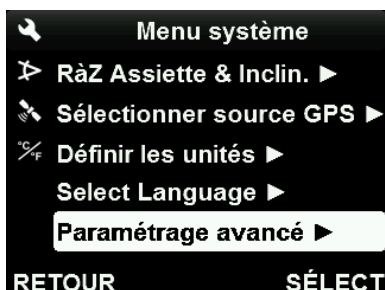 Menu système
RàZ Assiette & Inclin. ►
Sélectionner source GPS ►
°C/°F Définir les unités ►
Select Language ►
Paramétrage avancé ►
RETOUR SÉLECT